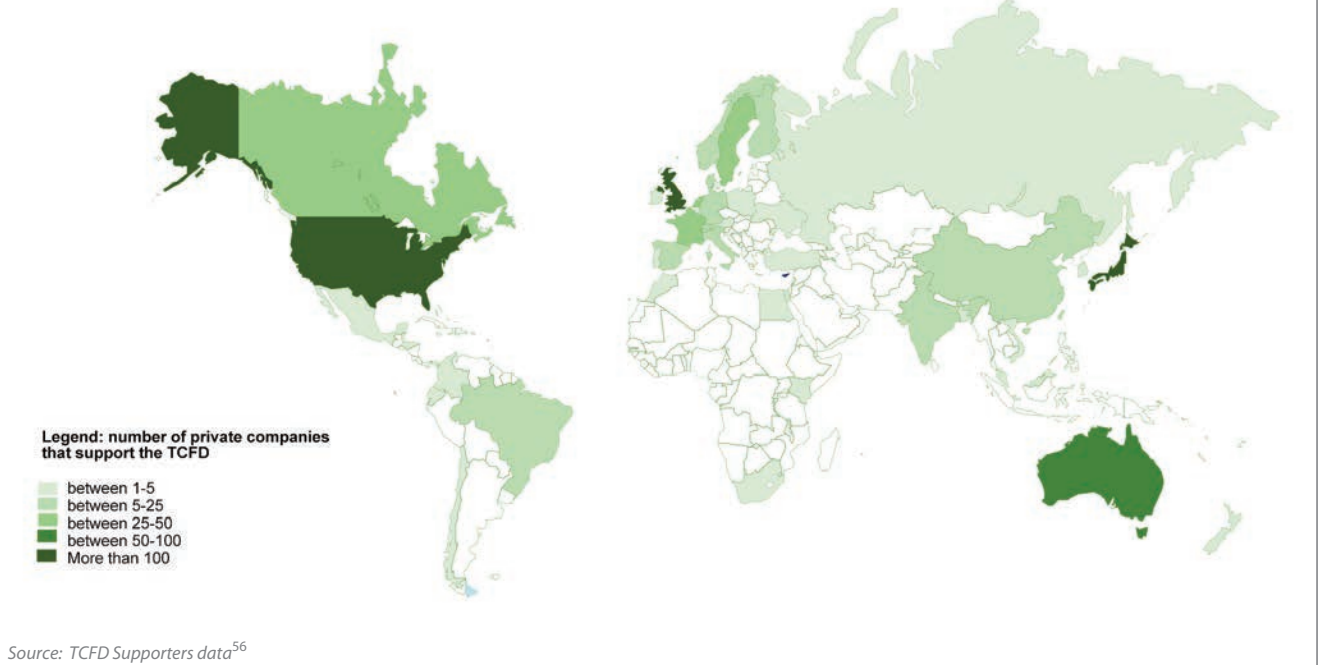 Legend: number of private companies
that support the TCFD
between 1-5
between 5-25
between 25-50
between 50-100
More than 100
Source: TCFD Supporters data56